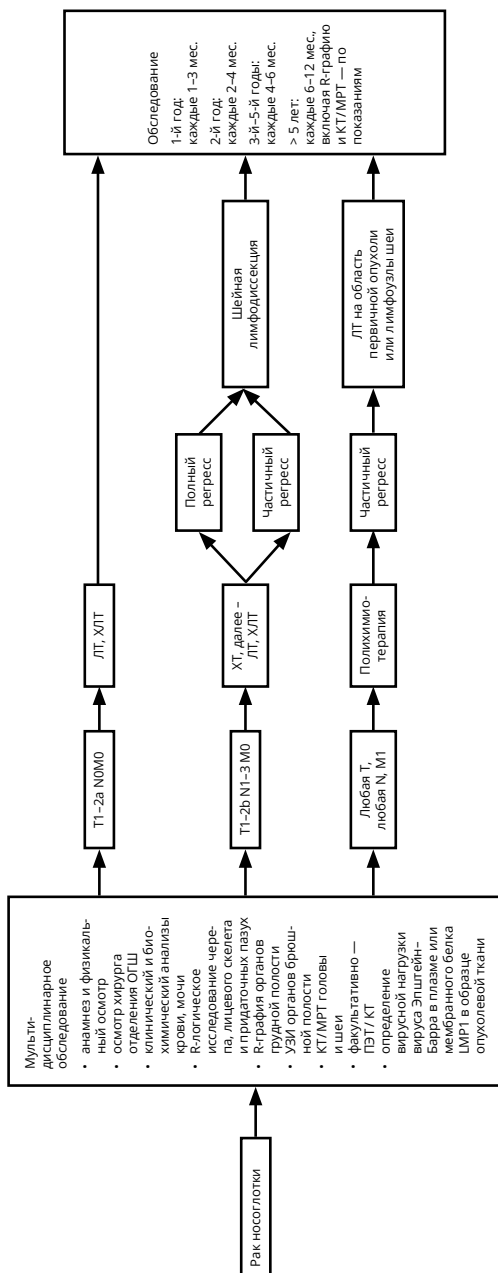 Рак носоглотки
Мульти-
дисциплинарное
обследование
• анамнез и физикаль-
ный осмотр
• осмотр хирурга
отделения ОГШ
• клинический и био-
химический анализы
крови, мочи
• R-логическое
исследование чере-
па, лицевого скелета
и придаточных пазух
• R-графия органов
грудной полости
• УЗИ органов брюш-
ной полости
• КТ/МРТ головы
и шеи
• факультативно —
ПЭТ/ КТ
• определение
вирусной нагрузки
вируса Эпштейн–
Барра в плазме или
мембранного белка
LMP1 в образце
опухолевой ткани
T1–2a N0M0
ЛТ, ХЛТ
T1–2b N1–3 M0
ХТ, далее –
ЛТ, ХЛТ
Полный
регресс
Частичный
регресс
Шейная
лимфодиссекция
Любая T,
любая N, M1
Полихимио-
терапия
Частичный
регресс
ЛТ на область
первичной опухоли
или лимфоузлы шеи
Обследование
1-й год:
каждые 1–3 мес.
2-й год:
каждые 2–4 мес.
3-й–5-й годы:
каждые 4–6 мес.
> 5 лет:
каждые 6–12 мес.,
включая R-графию
и КТ/МРТ — по
показаниям